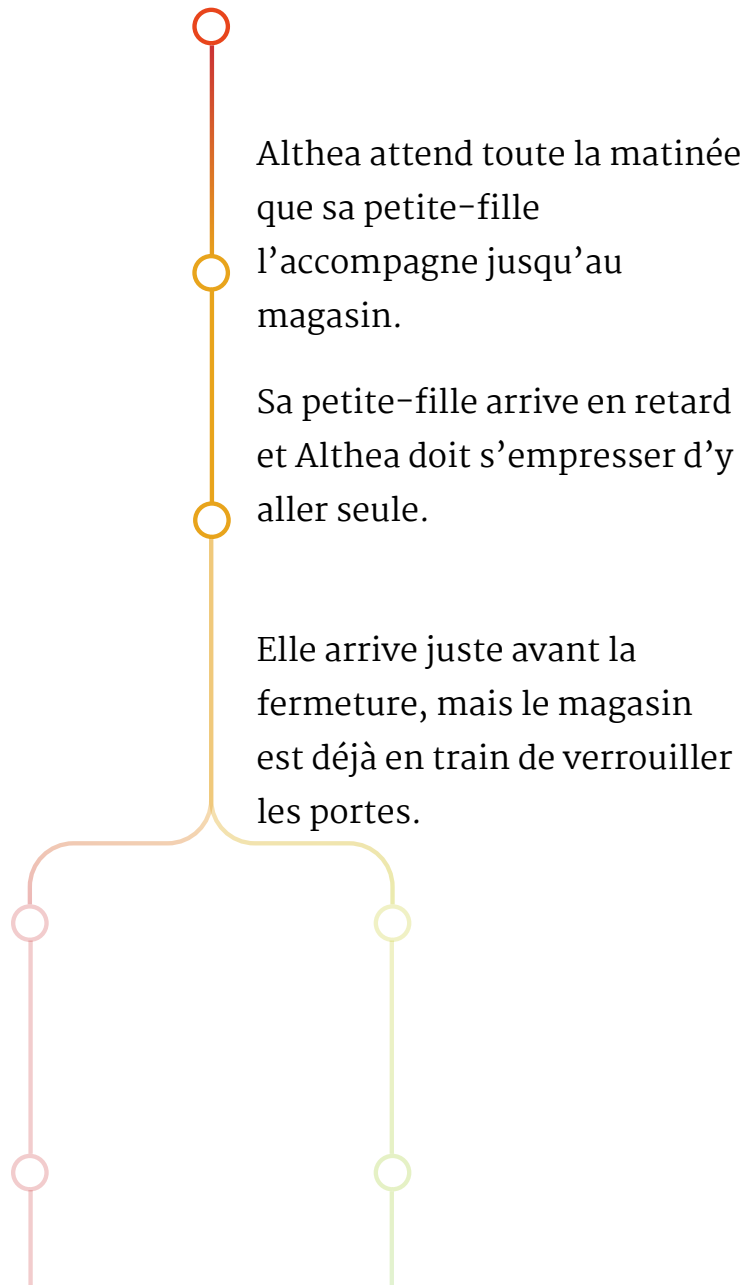 Althea attend toute la matinée
que sa petite-fille
l’accompagne jusqu’au
magasin.
Sa petite-fille arrive en retard
et Althea doit s’empresser d’y
aller seule.
Elle arrive juste avant la
fermeture, mais le magasin
est déjà en train de verrouiller
les portes.